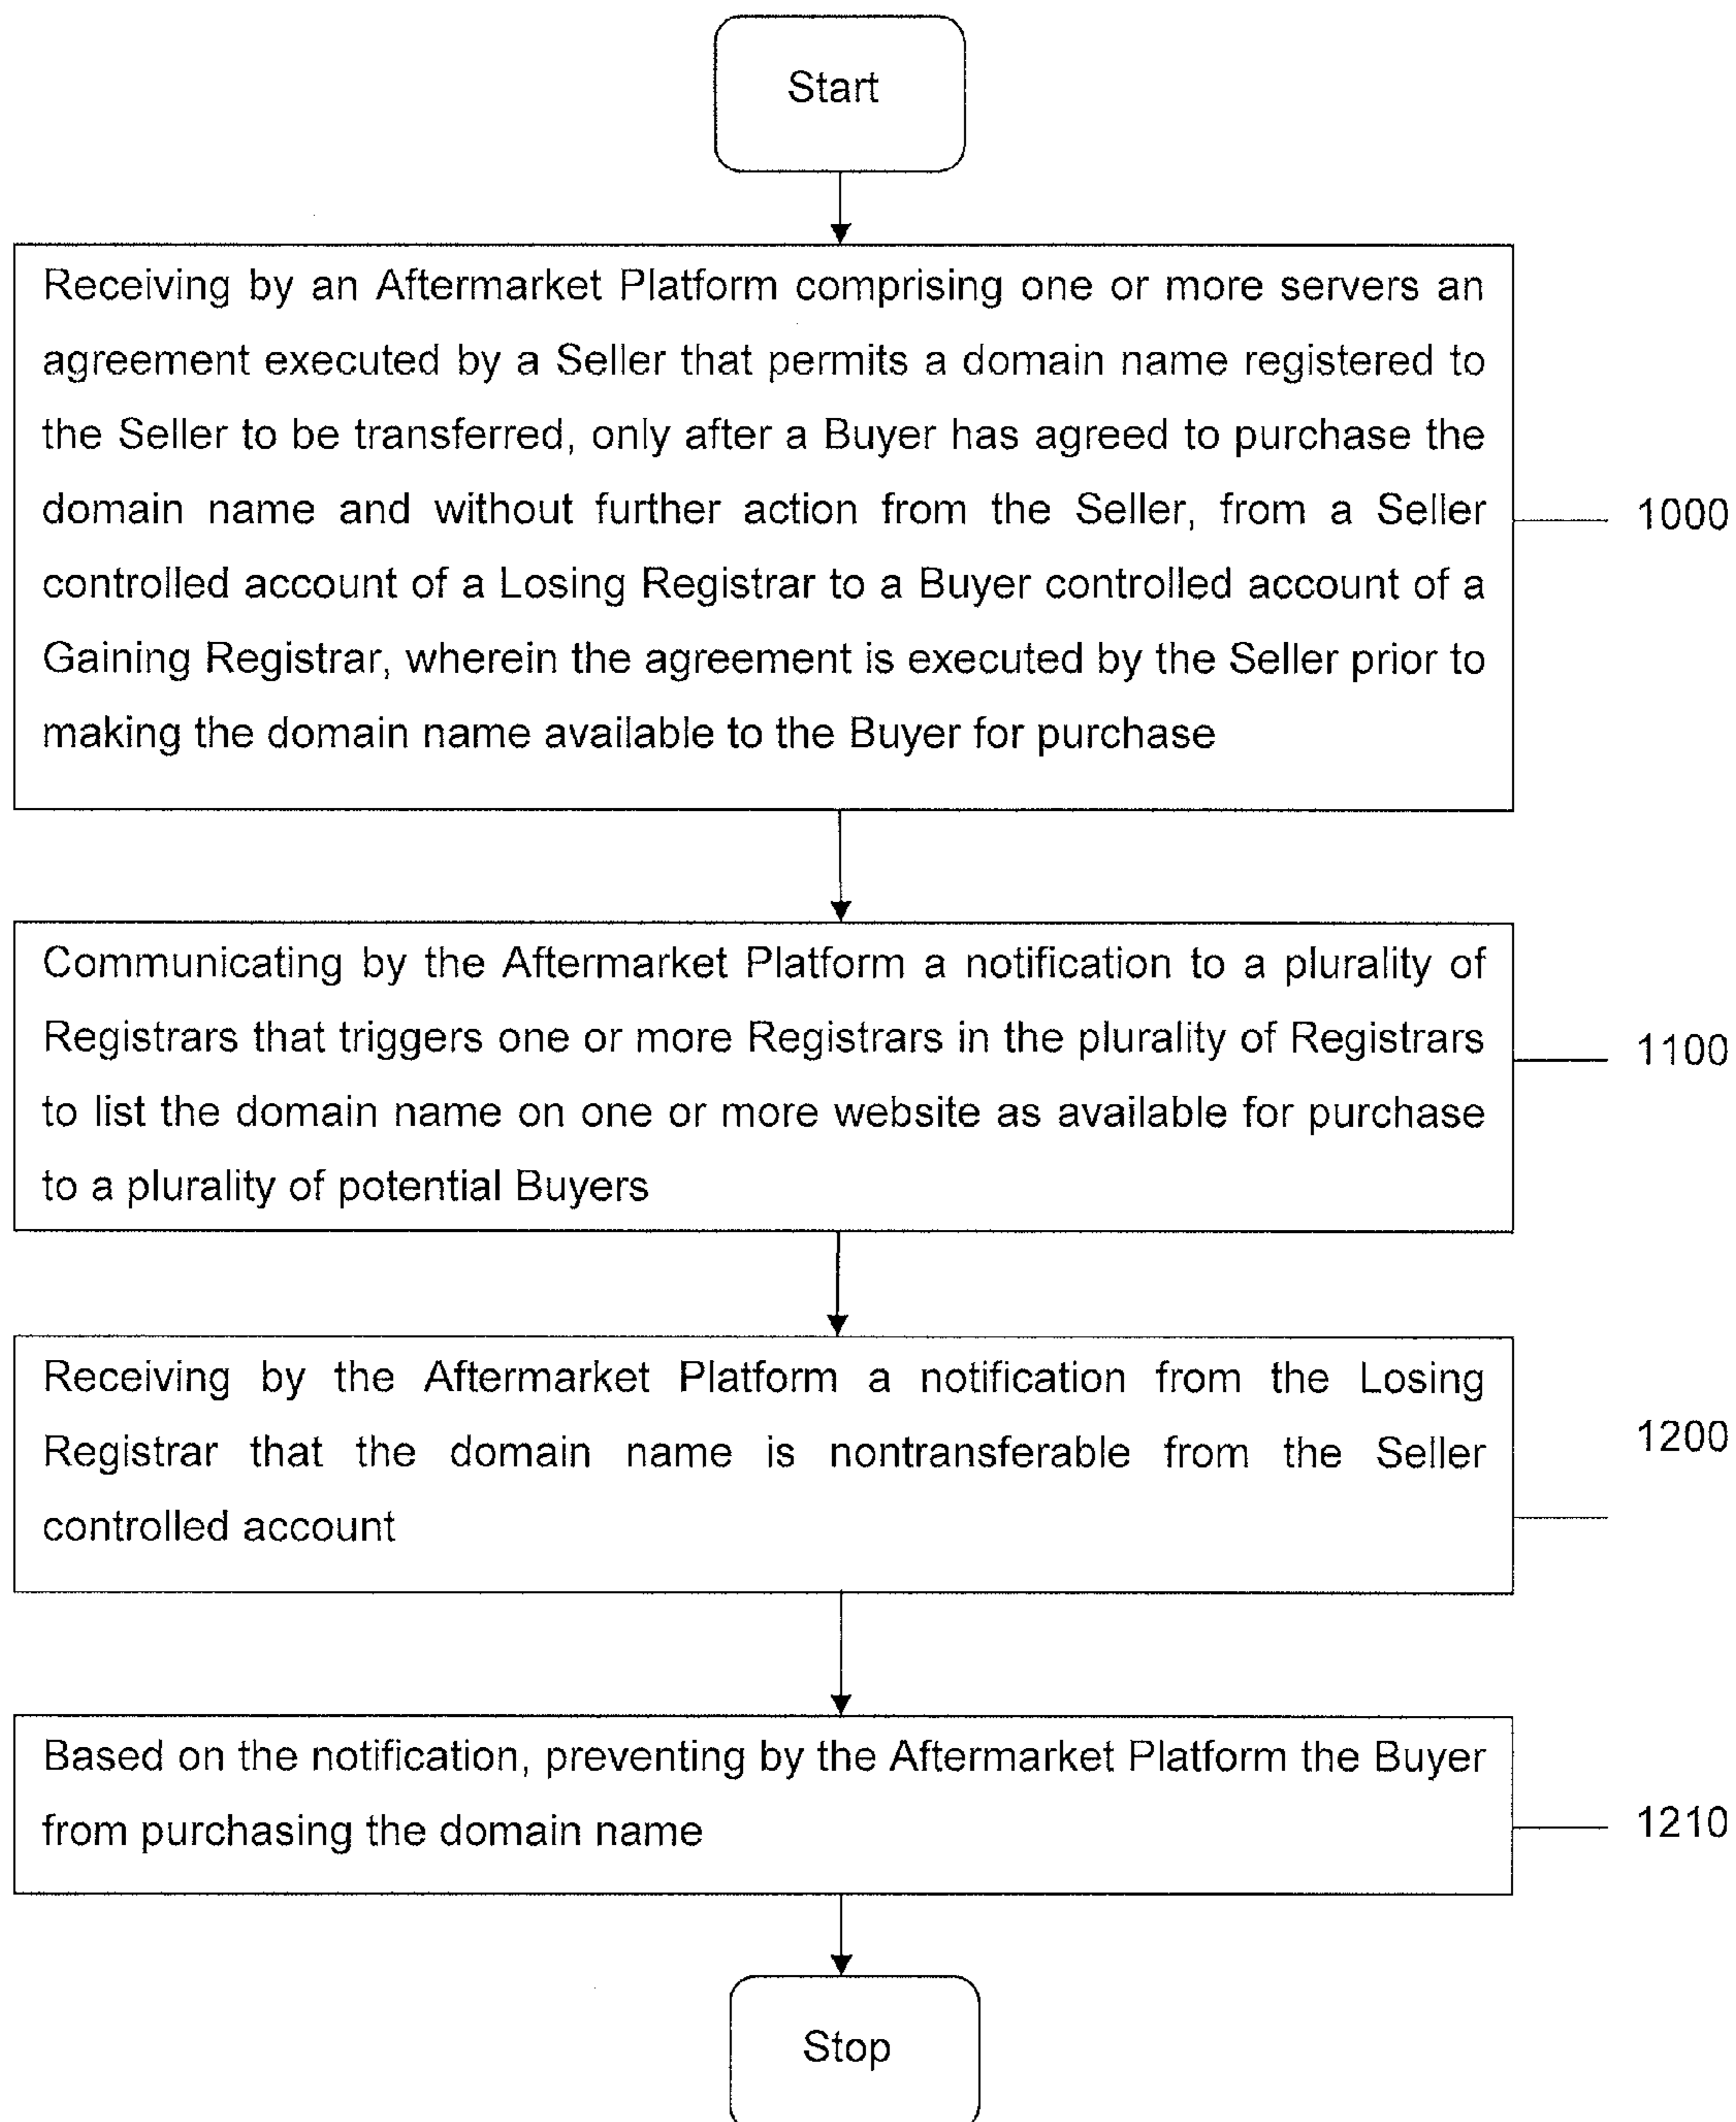 Start
Receiving by an Aftermarket Platform comprising one or more servers an
agreement executed by a Seller that permits a domain name registered to
the Seller to be transferred, only after a Buyer has agreed to purchase the
domain name and without further action from the Seller, from a Seller
controlled account of a Losing Registrar to a Buyer controlled account of a
Gaining Registrar, wherein the agreement is executed by the Seller prior to
making the domain name available to the Buyer for purchase
1000
Communicating by the Aftermarket Platform a notification to a plurality of
Registrars that triggers one or more Registrars in the plurality of Registrars
to list the domain name on one or more website as available for purchase
to a plurality of potential Buyers
1100
Receiving by the Aftermarket Platform a notification from the Losing
Registrar that the domain name is nontransferable from the Seller
controlled account
1200
Based on the notification, preventing by the Aftermarket Platform the Buyer
from purchasing the domain name
1210
Stop